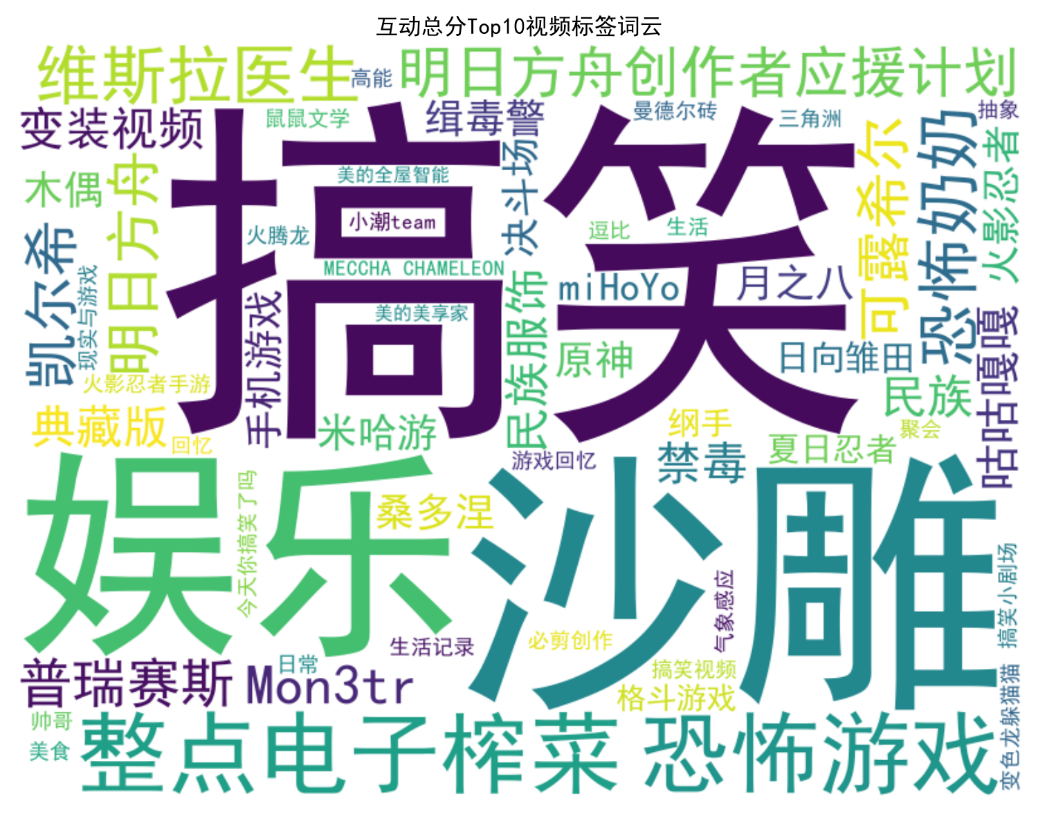 互动总分Top10视频标签词云
维斯拉医生
高能
明日方舟创作者应援计划
变装视频
鼠鼠文学
缉毒警
曼德尔砖
三角洲
抽象
搞笑
木偶
明日方舟
美的全屋智能
决斗场
可露希尔
恐怖奶奶
火影忍者
小潮team
火腾龙
逗比
生活
凯尔希
现实与游戏
MECCHA CHAMELEON
miHoYo
月之八
手机游戏
美的美享家
民族服饰
原神
日向雏田
咕咕嘎嘎
火影忍者手游
典藏版
回忆
米哈游
纲手
民族
聚会
夏日忍者
游戏回忆
禁毒
娱乐
沙雕
今天你搞笑了吗
桑多涅
气象感应
搞笑小剧场
普瑞赛斯
日常
生活记录
必剪创作
搞笑视频
Mon3tr
格斗游戏
变色龙躲猫猫
帅哥
美食
整点电子榨菜
恐怖游戏